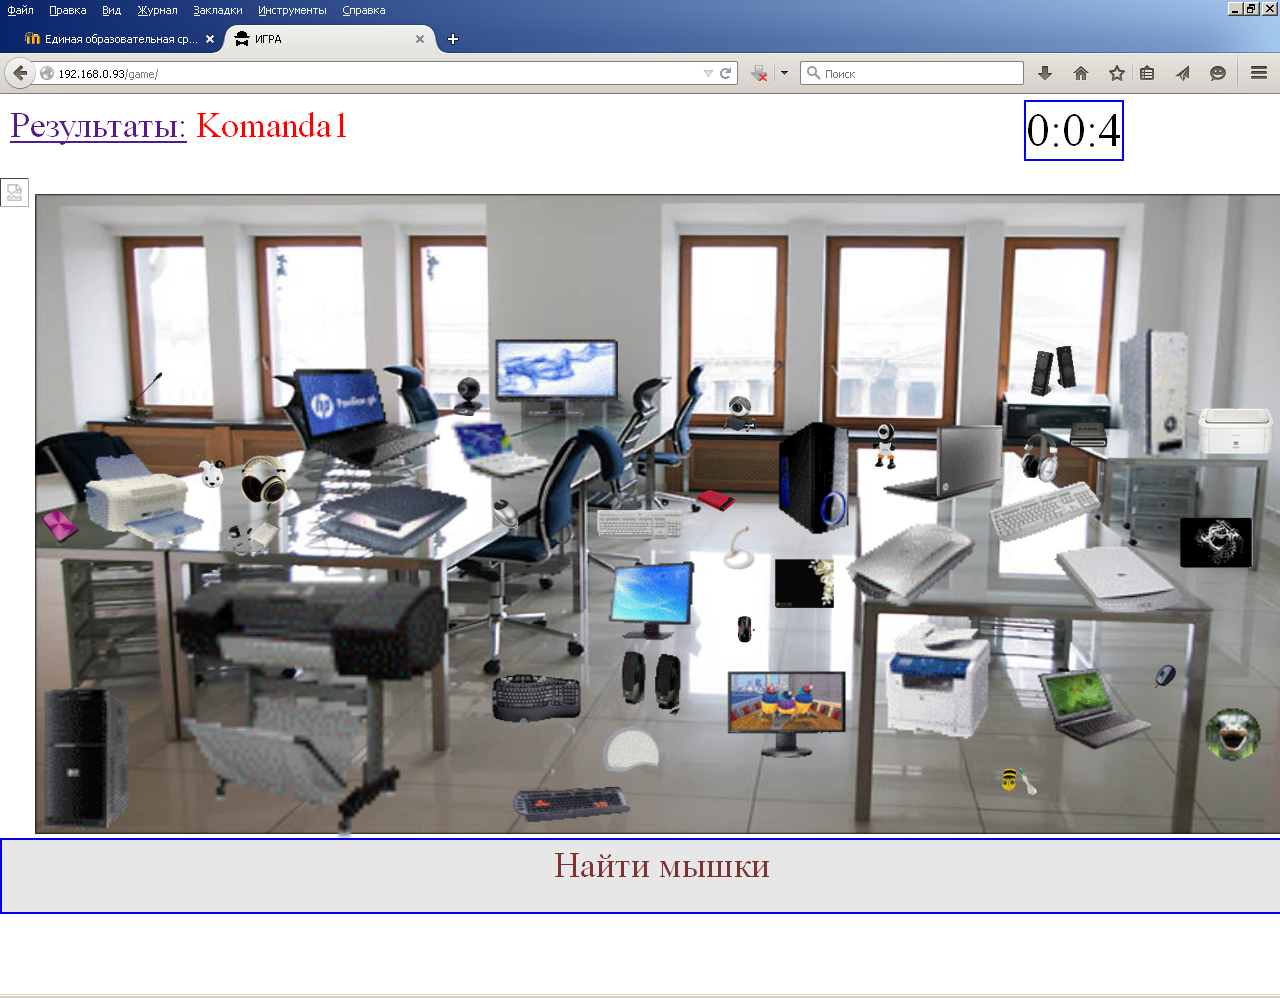 Файл Правка Вид Журнал Закладки Инструменты Справка
Единая образовательная ср...
ИГРА
192.168.0.93/game/
Поиск
Результаты: Komanda1
0:0:4
hp
Найти мышки